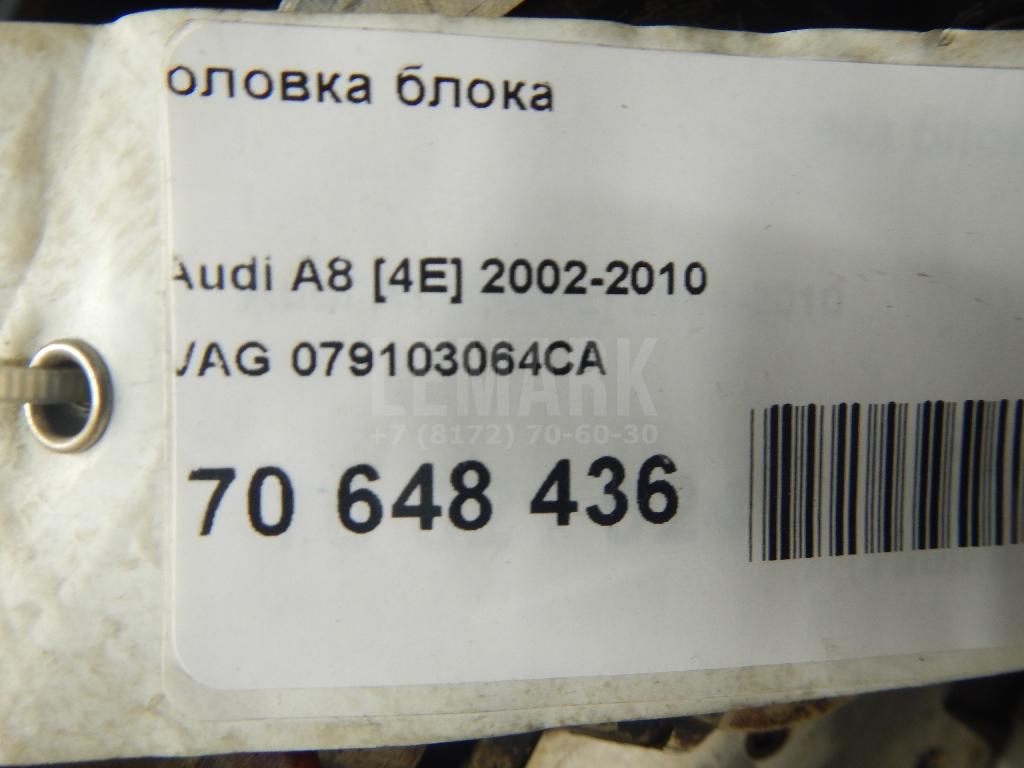 оловка блока
Audi A8 [4E] 2002-2010
VAG 079103064CA
LEMARK
+7 (8172) 70-60-30
70 648 436